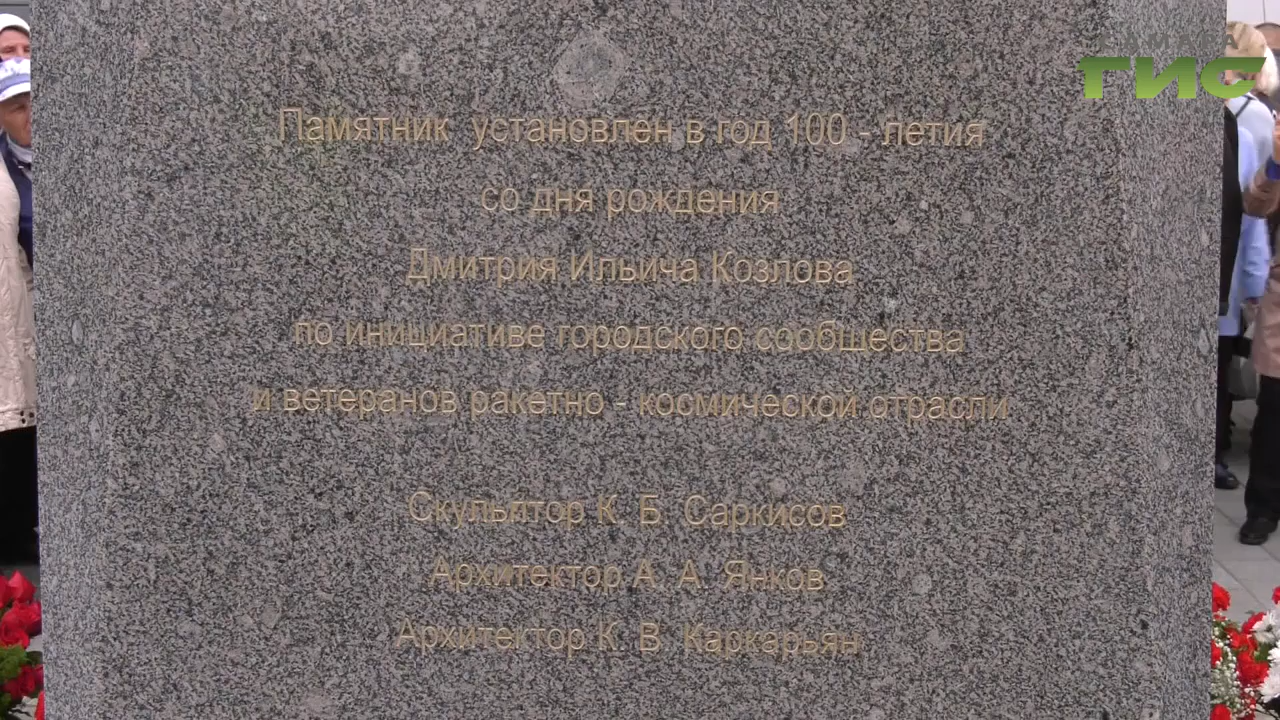 ГИС
Памятник установлен в год 100 - летия
со дня рождения
Дмитрия Ильича Козлова
по инициативе городского сообщества
и ветеранов ракетно - космической отрасли
Скульптор К. Б. Саркисов
Архитектор А. А. Янков
Архитектор К. В. Каркарьян